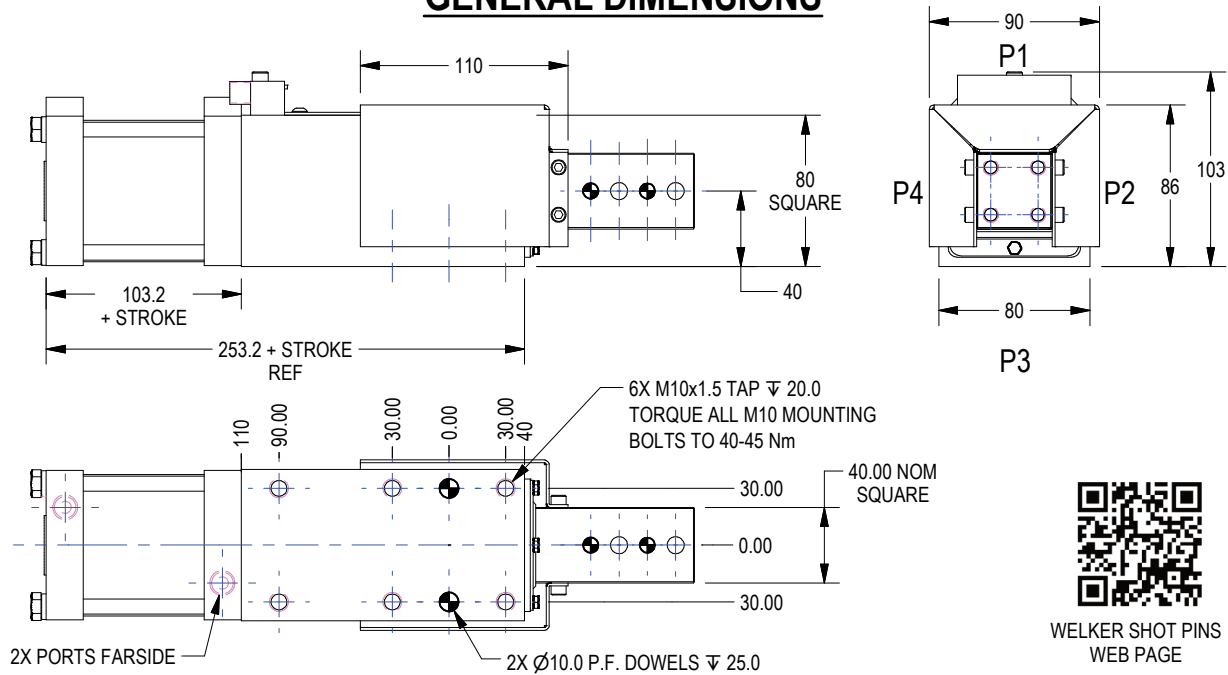 GENERAL DIMENSIONS
90
P1
110
80
SQUARE
P4
P2
86
103
40
103.2
+ STROKE
80
253.2 + STROKE
REF
P3
6X M10x1.5 TAP ↧ 20.0
TORQUE ALL M10 MOUNTING
BOLTS TO 40-45 Nm
110
90.00
30.00
0.00
30.00
40
40.00 NOM
SQUARE
30.00
0.00
30.00
2X PORTS FARSIDE
2X Ø10.0 P.F. DOWELS ↧ 25.0
WELKER SHOT PINS
WEB PAGE